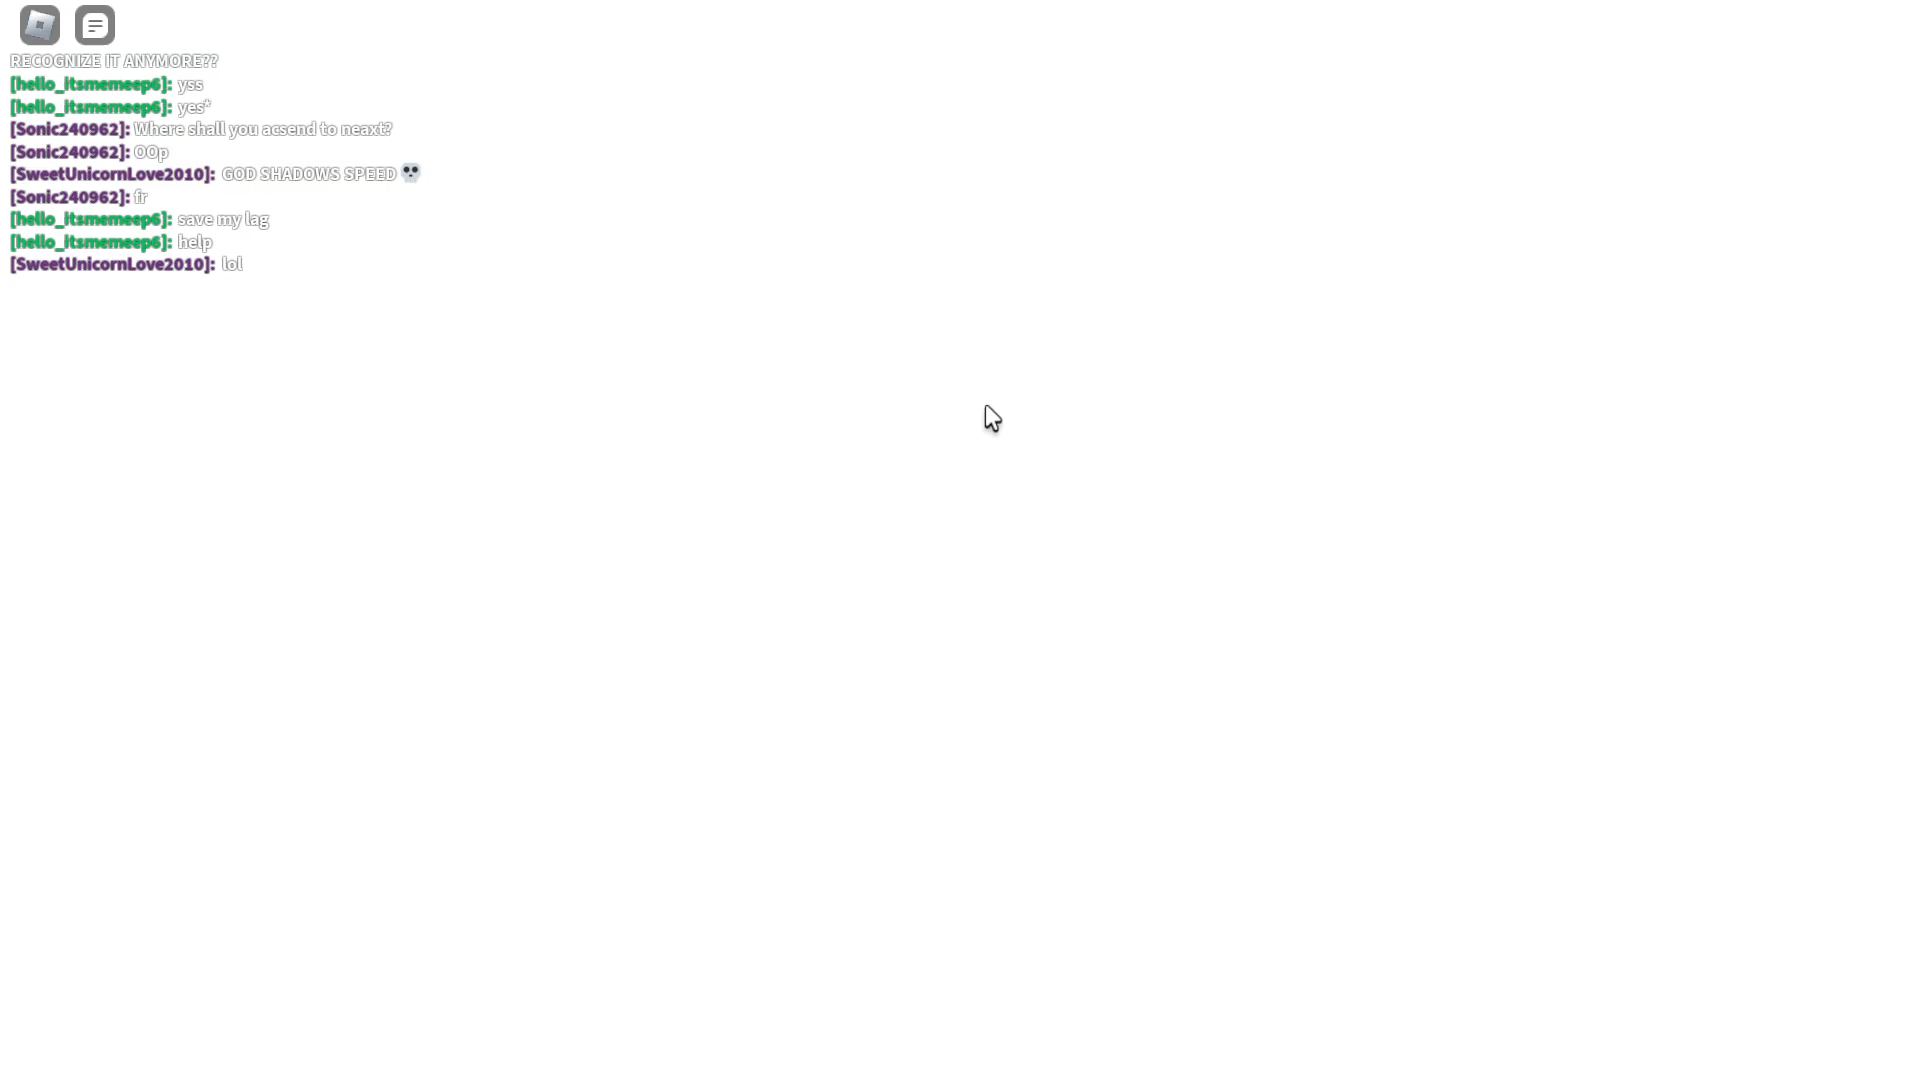 RECOGNIZE IT ANYMORE??
[hello_itsmemeep6]: yss
[hello_itsmemeep6]: yes*
[Sonic240962]: Where shall you acsend to neaxt?
[Sonic240962]: OOp
[SweetUnicornLove2010]: GOD SHADOWS SPEED 💀
[Sonic240962]: fr
[hello_itsmemeep6]: save my lag
[hello_itsmemeep6]: help
[SweetUnicornLove2010]: lol